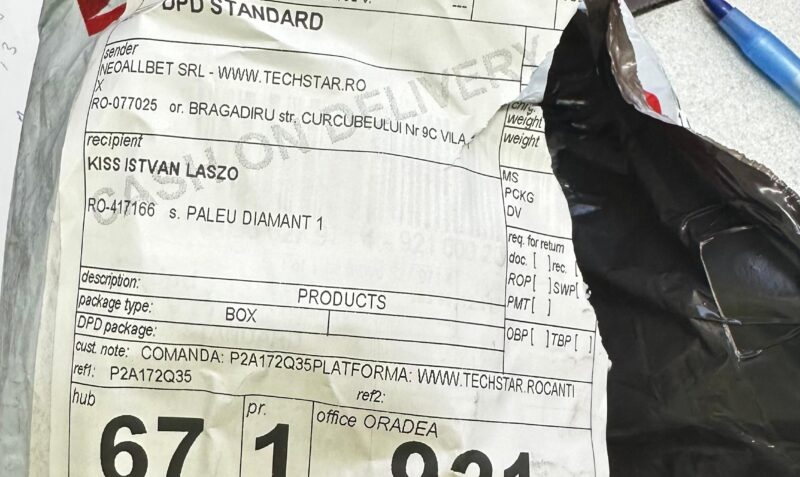 DPD STANDARD
sender
NEOALLBET SRL - WWW.TECHSTAR.RO
X
RO-077025 or. BRAGADIRU str. CURCUBEULUI Nr 9C VILA
CASH ON DELIVERY
chrg.
weight
weight
recipient
KISS ISTVAN LASZO
RO-417166 s. PALEU DIAMANT 1
MS
PCKG
DV
req. for return
doc. [ ] rec. [
ROP[ ] SWP[
PMT[ ]
OBP[ ] TBP[ ]
description: PRODUCTS
package type: BOX
DPD package:
cust. note: COMANDA: P2A172Q35PLATFORMA: WWW.TECHSTAR.ROCANTI
ref1: P2A172Q35 ref2:
hub 67
pr. 1
office ORADEA
921